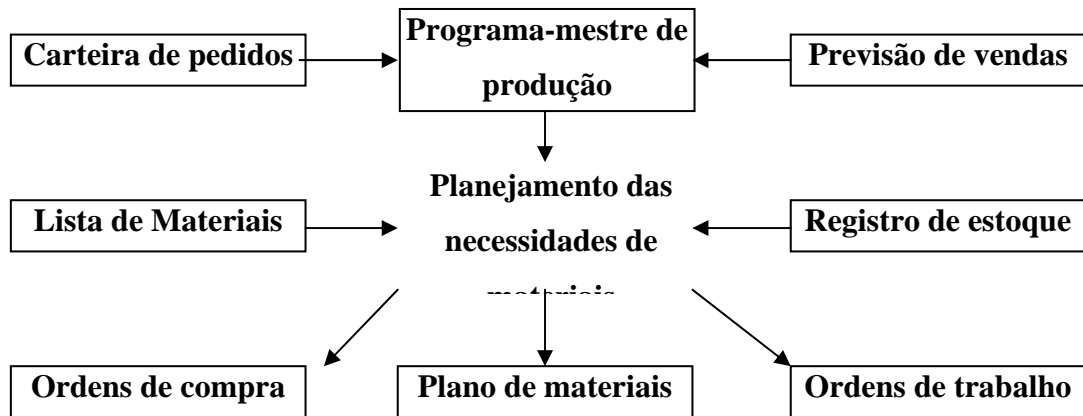 Carteira de pedidos
Programa-mestre de
produção
Previsão de vendas
Lista de Materiais
Planejamento das
necessidades de
materiais
Registro de estoque
Ordens de compra
Plano de materiais
Ordens de trabalho